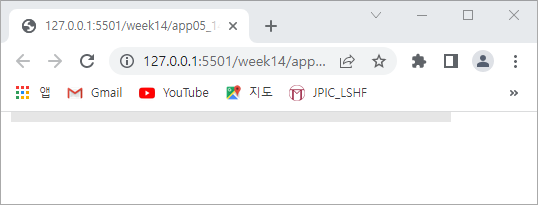 127.0.0.1:5501/week14/app05_1
127.0.0.1:5501/week14/app...
앱 Gmail YouTube 지도 JPIC_LSHF »